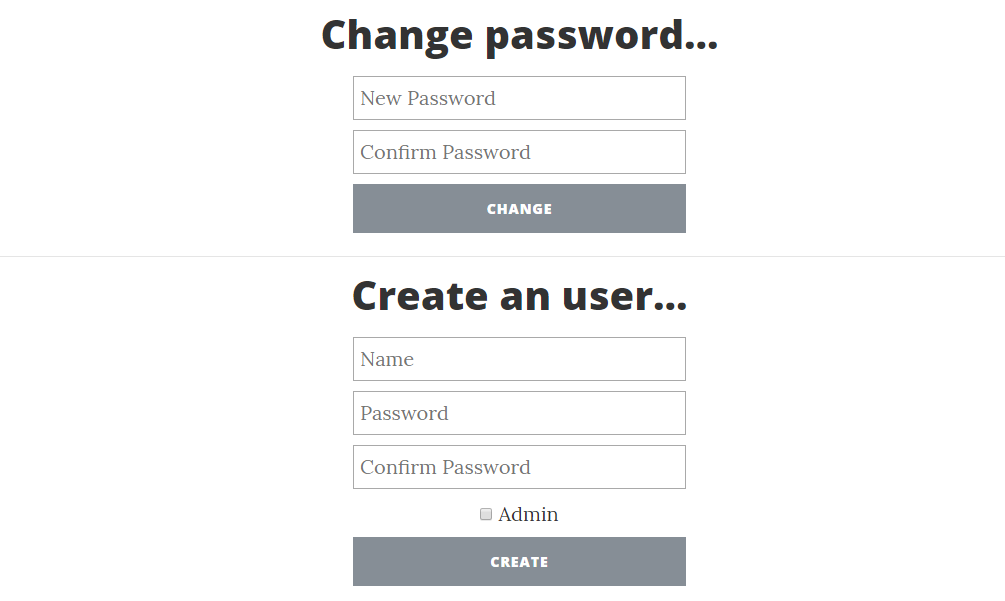 Change password...
New Password
Confirm Password
CHANGE
Create an user...
Name
Password
Confirm Password
Admin
CREATE